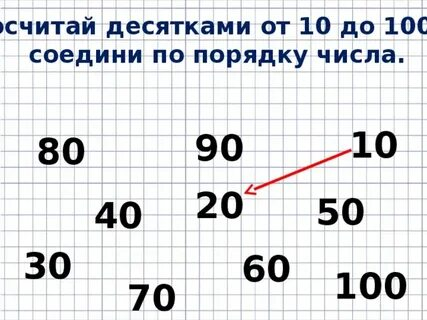 осчитай десятками от 10 до 100
соедини по порядку числа.
80 90 10
40 20 50
30 60
70 100